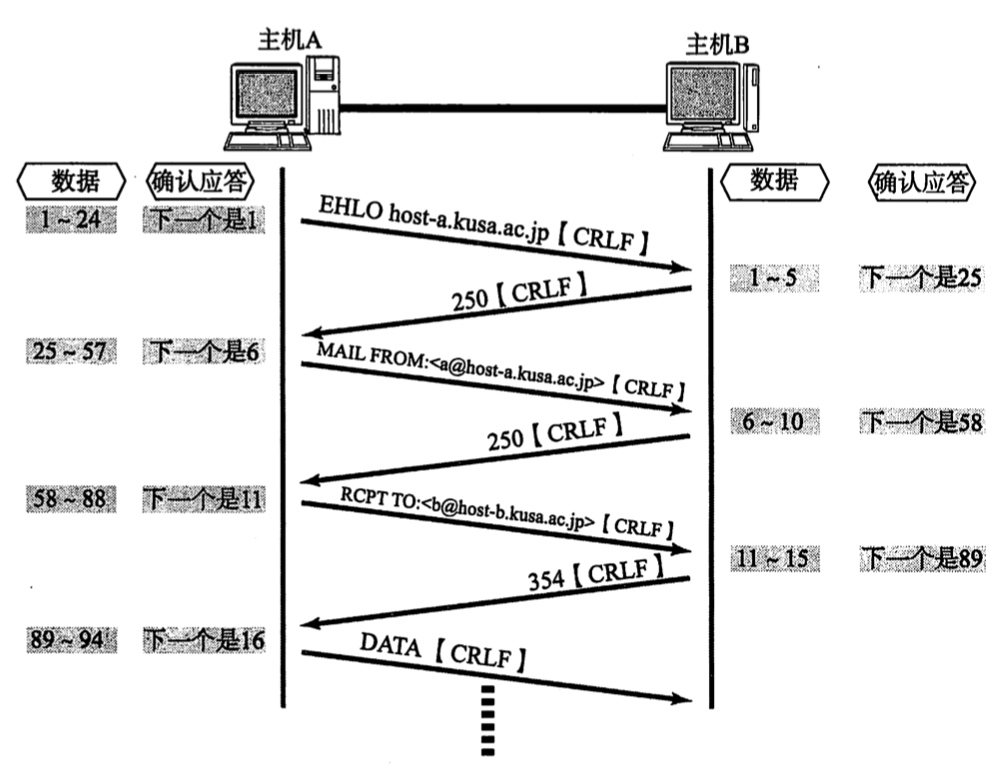 主机A
主机B
数据
确认应答
数据
确认应答
1~24
下一个是1
EHLO host-a.kusa.ac.jp【CRLF】
1~5
下一个是25
250【CRLF】
25~57
下一个是6
MAIL FROM:<a@host-a.kusa.ac.jp>【CRLF】
6~10
下一个是58
250【CRLF】
58~88
下一个是11
RCPT TO:<b@host-b.kusa.ac.jp>【CRLF】
11~15
下一个是89
354【CRLF】
89~94
下一个是16
DATA【CRLF】